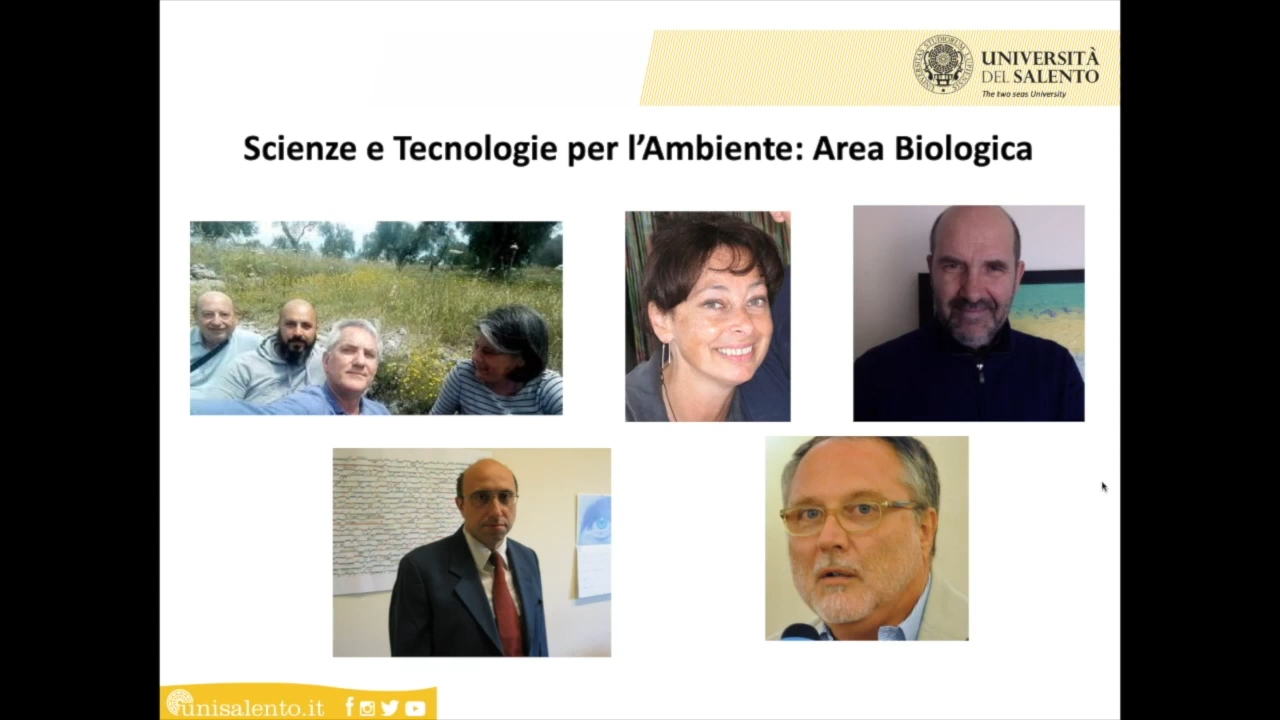 UNIVERSITÀ
DEL SALENTO
The two seas University
Scienze e Tecnologie per l'Ambiente: Area Biologica
unisalento.it